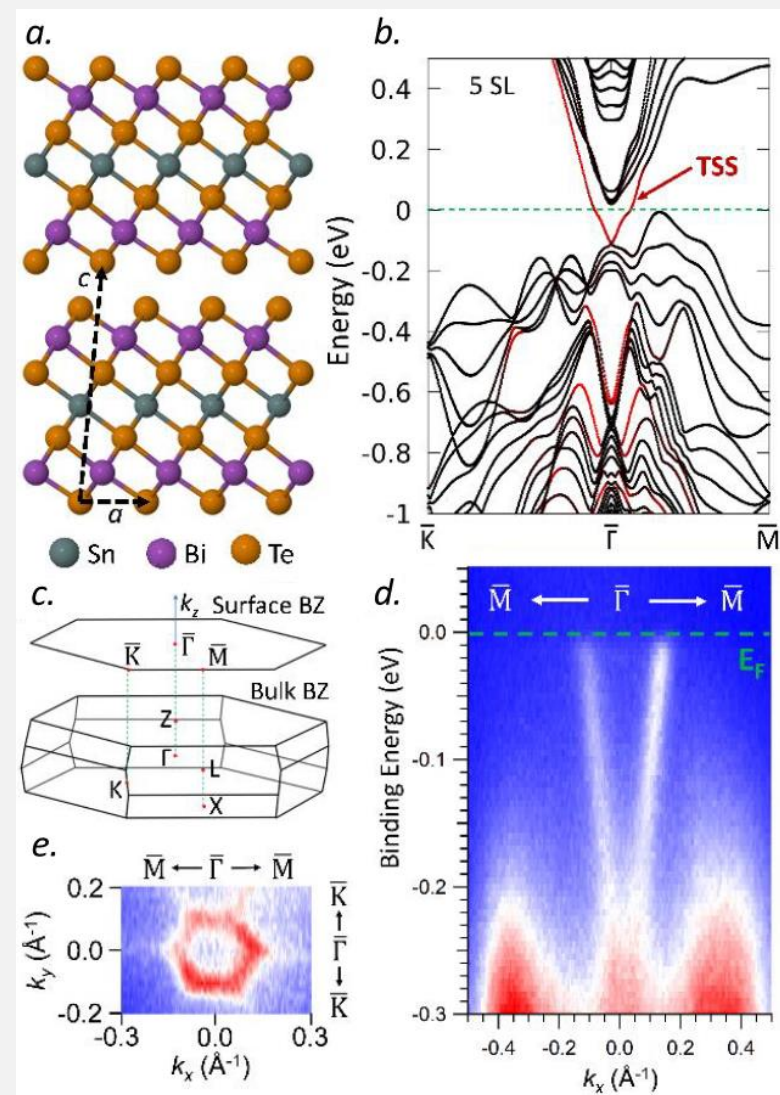 a.
c
a
Sn Bi Te
b.
5 SL
TSS
Energy (eV)
0.4
0.2
0
-0.2
-0.4
-0.6
-0.8
-1
K̅ Γ̅ M̅
c.
k_z Surface BZ
K̅ Γ̅ M̅
Bulk BZ
Z
Γ
L
K
X
d.
M̅ ← Γ̅ → M̅
E_F
Binding Energy (eV)
0.0
-0.1
-0.2
-0.3
-0.4 -0.2 0.0 0.2 0.4
k_x (Å⁻¹)
e.
M̅ ← Γ̅ → M̅
k_y (Å⁻¹)
0.2
0.0
-0.2
-0.3 0.0 0.3
k_x (Å⁻¹)
K̅
↑
Γ̅
↓
K̅